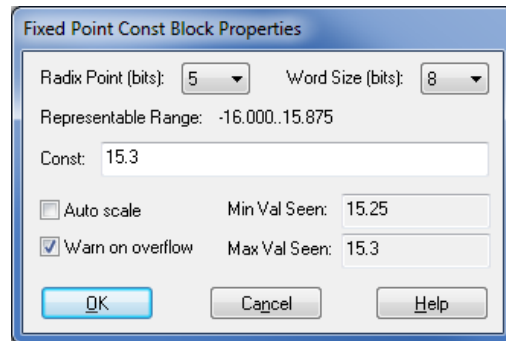 Fixed Point Const Block Properties
Radix Point (bits): 5 Word Size (bits): 8
Representable Range: -16.000..15.875
Const: 15.3
Auto scale Min Val Seen: 15.25
Warn on overflow Max Val Seen: 15.3
OK Cancel Help